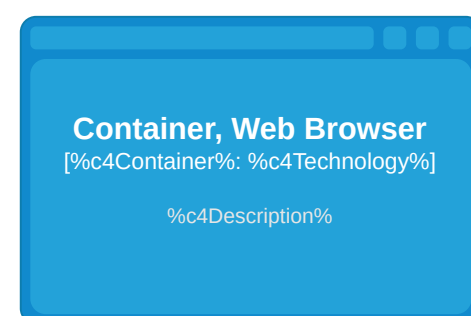 Container, Web Browser
[%c4Container%: %c4Technology%]
%c4Description%